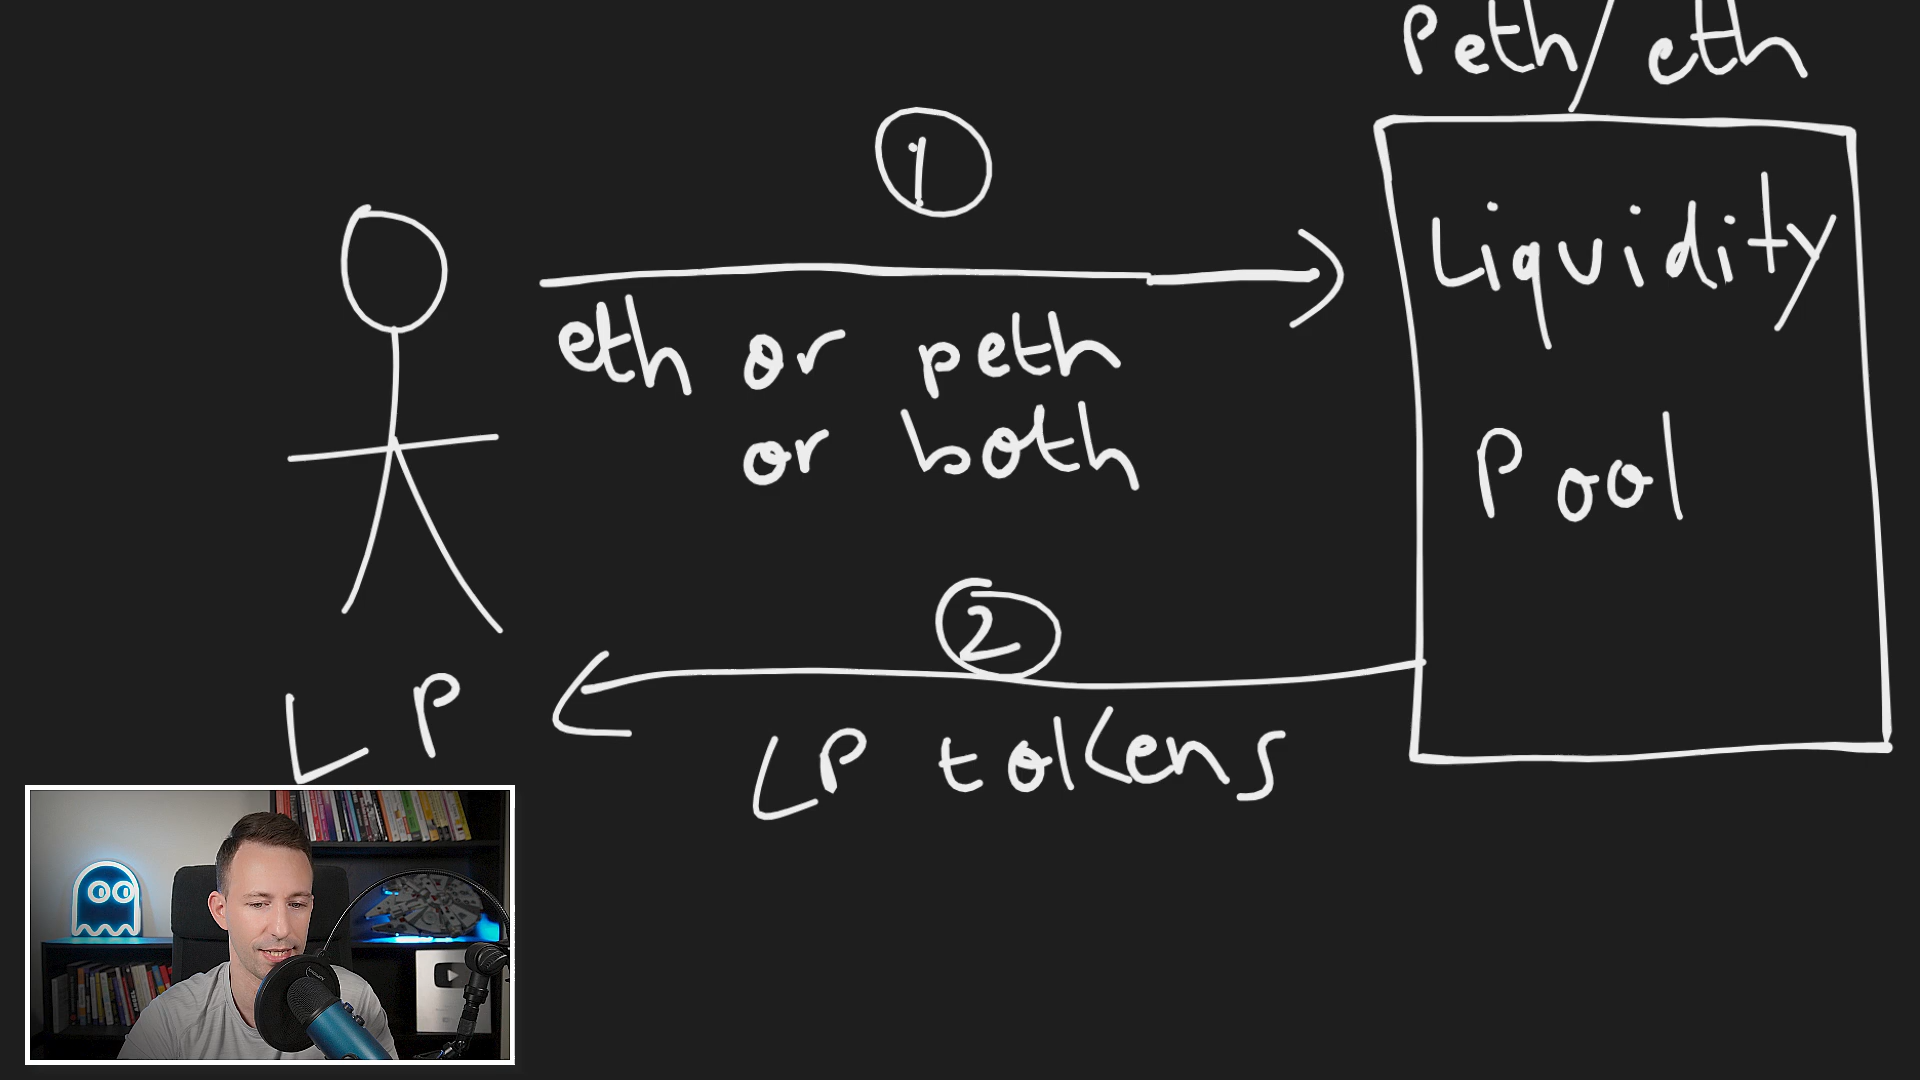 Peth/eth
1
Liquidity
Pool
eth or peth
or both
2
LP tokens
LP